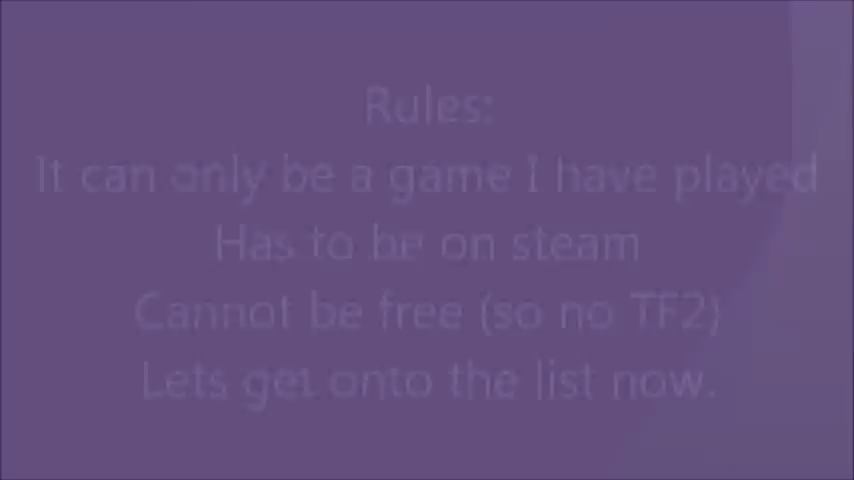 Rules:
It can only be a game I have played
Has to be on steam
Cannot be free (so no TF2)
Lets get onto the list now.